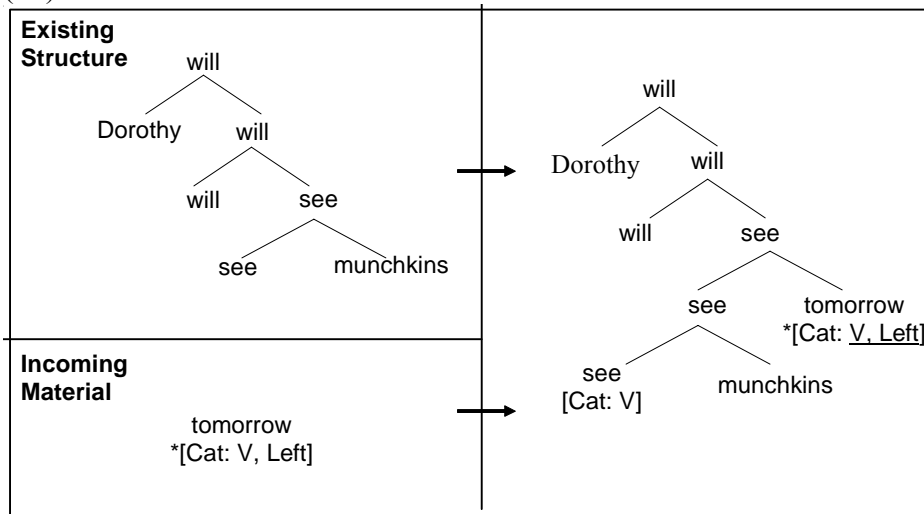 Existing
Structure
will
Dorothy will
will see
see munchkins
Incoming
Material
tomorrow
*[Cat: V, Left]
will
Dorothy will
will see
see tomorrow
*[Cat: V, Left]
see munchkins
[Cat: V]